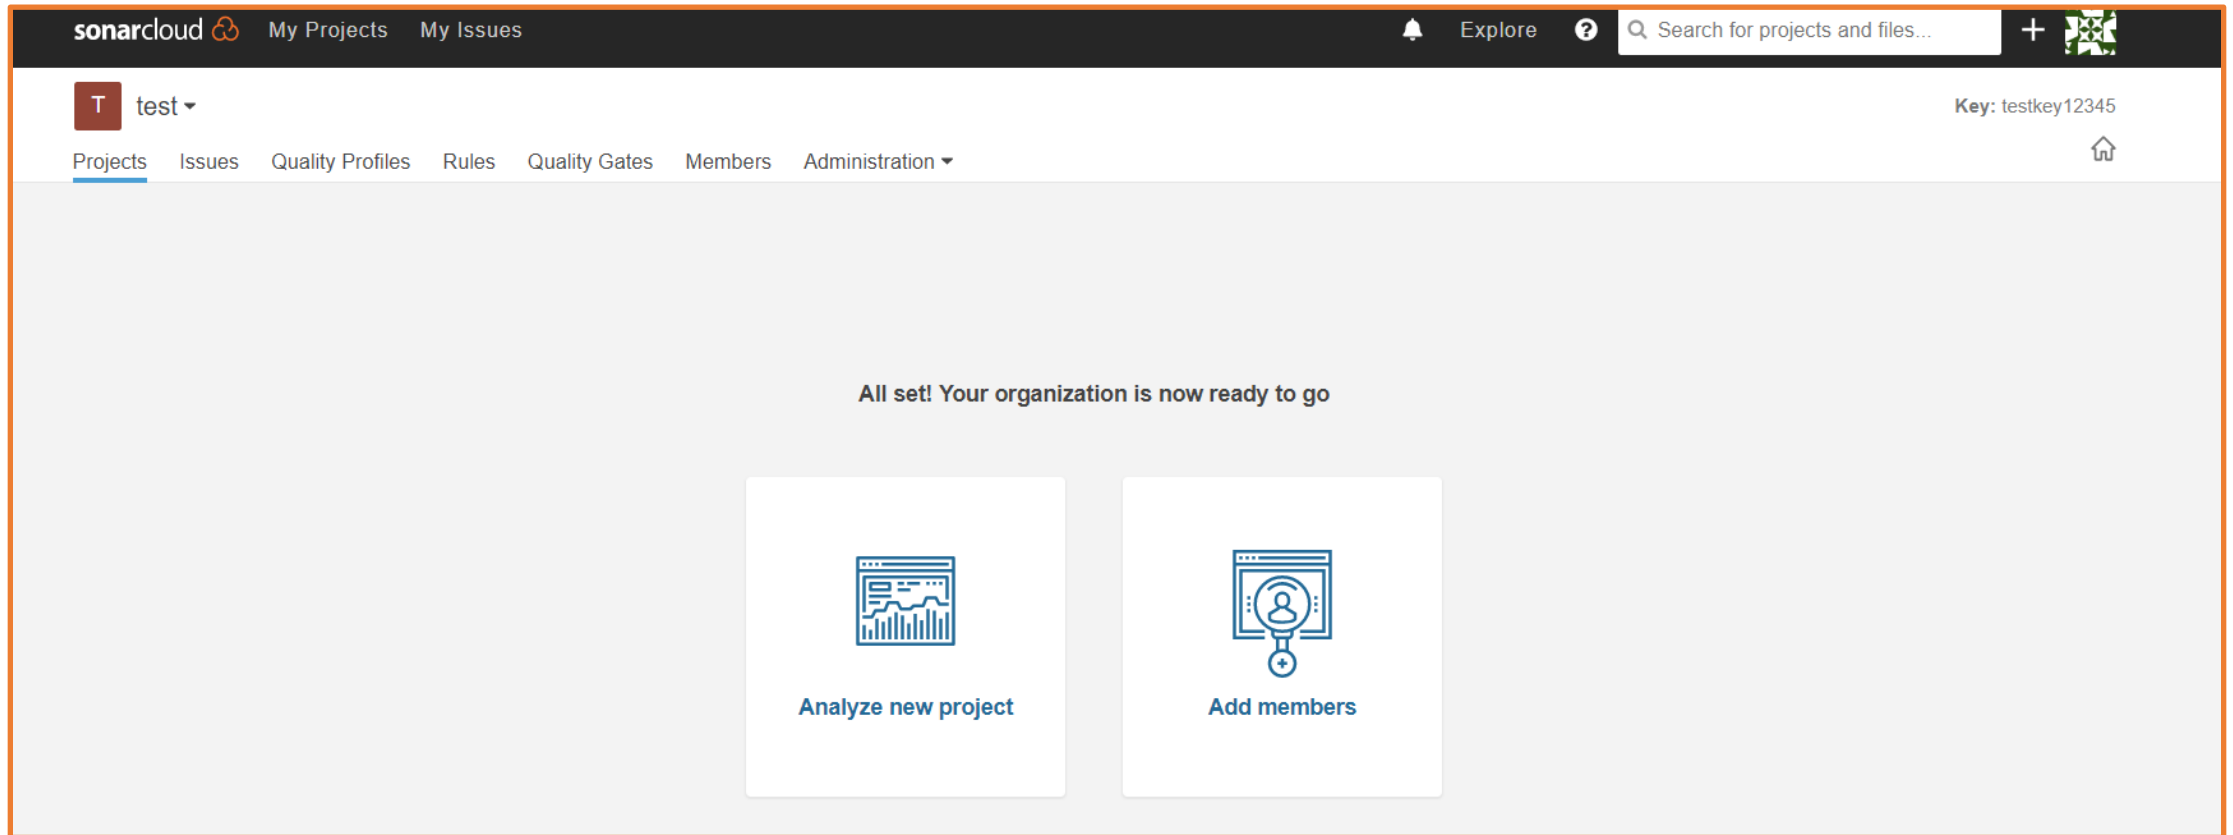 sonarcloud My Projects My Issues Explore ? Search for projects and files... +
T test Key: testkey12345
Projects Issues Quality Profiles Rules Quality Gates Members Administration
All set! Your organization is now ready to go
Analyze new project Add members